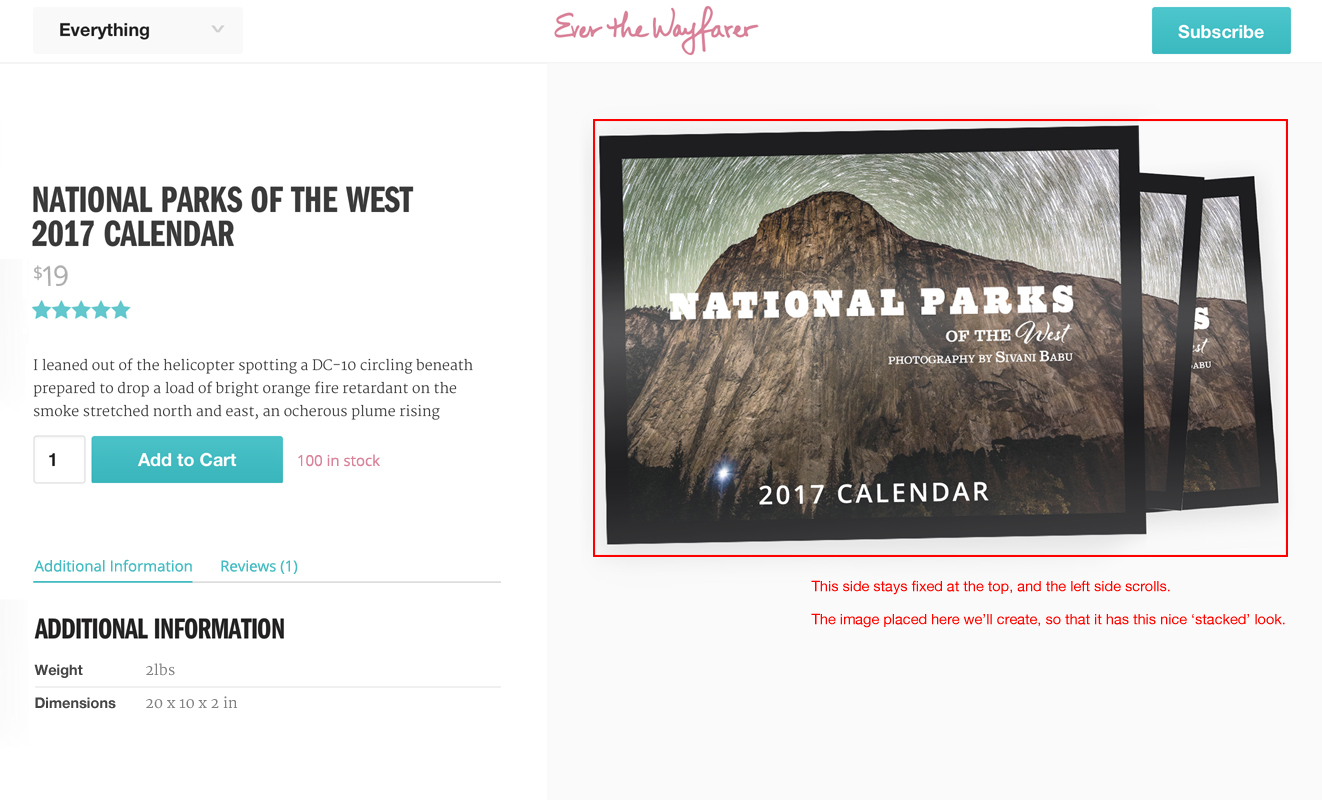 Everything
Ever the Wayfarer
Subscribe
NATIONAL PARKS OF THE WEST
2017 CALENDAR
$19
I leaned out of the helicopter spotting a DC-10 circling beneath
prepared to drop a load of bright orange fire retardant on the
smoke stretched north and east, an ocherous plume rising
1
Add to Cart
100 in stock
Additional Information
Reviews (1)
ADDITIONAL INFORMATION
Weight 2lbs
Dimensions 20 x 10 x 2 in
NATIONAL PARKS
OF THE West
PHOTOGRAPHY BY SIVANI BABU
2017 CALENDAR
S
st
ABU
This side stays fixed at the top, and the left side scrolls.
The image placed here we’ll create, so that it has this nice ‘stacked’ look.